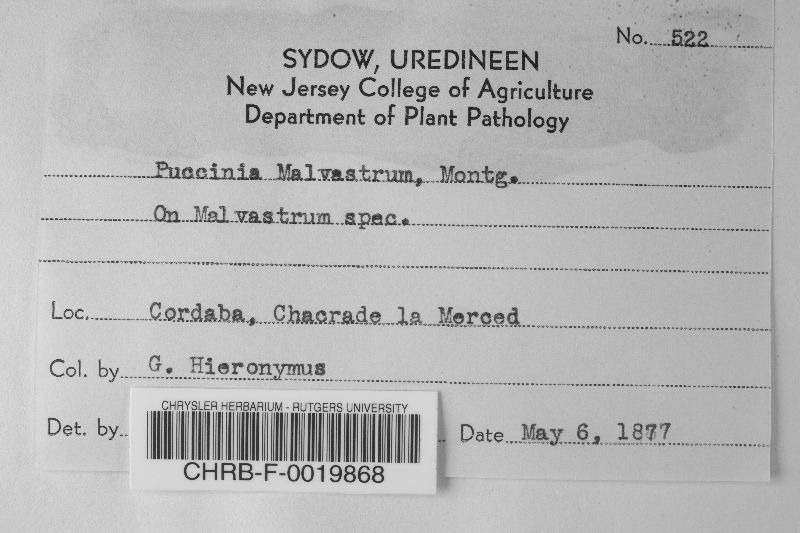 No. 522
SYDOW, UREDINEEN
New Jersey College of Agriculture
Department of Plant Pathology
Puccinia Malvastrum, Montg.
On Malvastrum spec.
Loc. Cordaba, Chacrade la Merced
Col. by G. Hieronymus
Det. by
Date May 6, 1877
CHRYSLER HERBARIUM - RUTGERS UNIVERSITY
CHRB-F-0019868